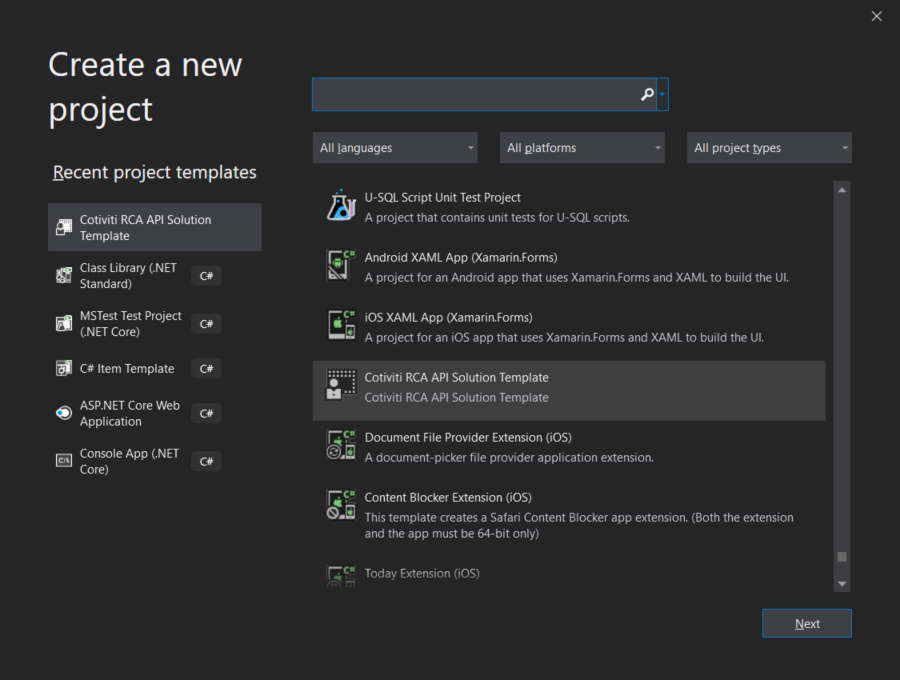 Create a new
project
Recent project templates
Cotiviti RCA API Solution
Template
Class Library (.NET
Standard)
C#
MSTest Test Project
(.NET Core)
C#
C# Item Template
C#
ASP.NET Core Web
Application
C#
Console App (.NET
Core)
C#
All languages
All platforms
All project types
U-SQL Script Unit Test Project
A project that contains unit tests for U-SQL scripts.
Android XAML App (Xamarin.Forms)
A project for an Android app that uses Xamarin.Forms and XAML to build the UI.
iOS XAML App (Xamarin.Forms)
A project for an iOS app that uses Xamarin.Forms and XAML to build the UI.
Cotiviti RCA API Solution Template
Cotiviti RCA API Solution Template
Document File Provider Extension (iOS)
A document-picker file provider application extension.
Content Blocker Extension (iOS)
This template creates a Safari Content Blocker app extension. (Both the extension
and the app must be 64-bit only)
Today Extension (iOS)
Next